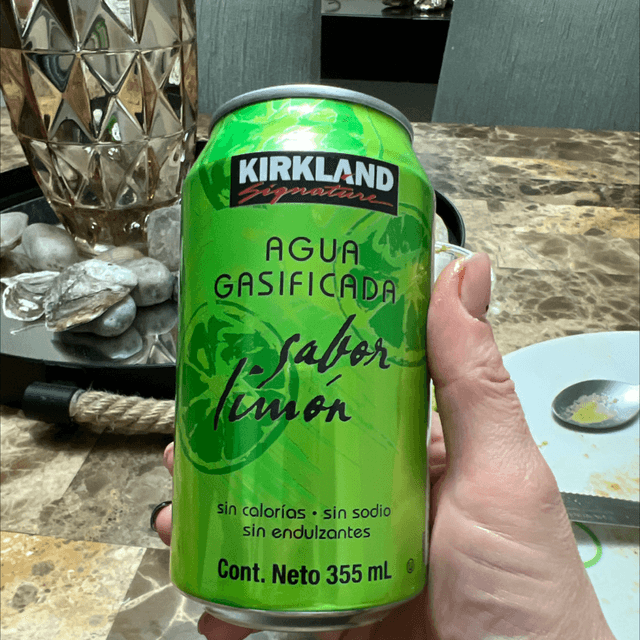 KIRKLAND
Signature
AGUA
GASIFICADA
sabor
limón
sin calorías • sin sodio
sin endulzantes
Cont. Neto 355 mL